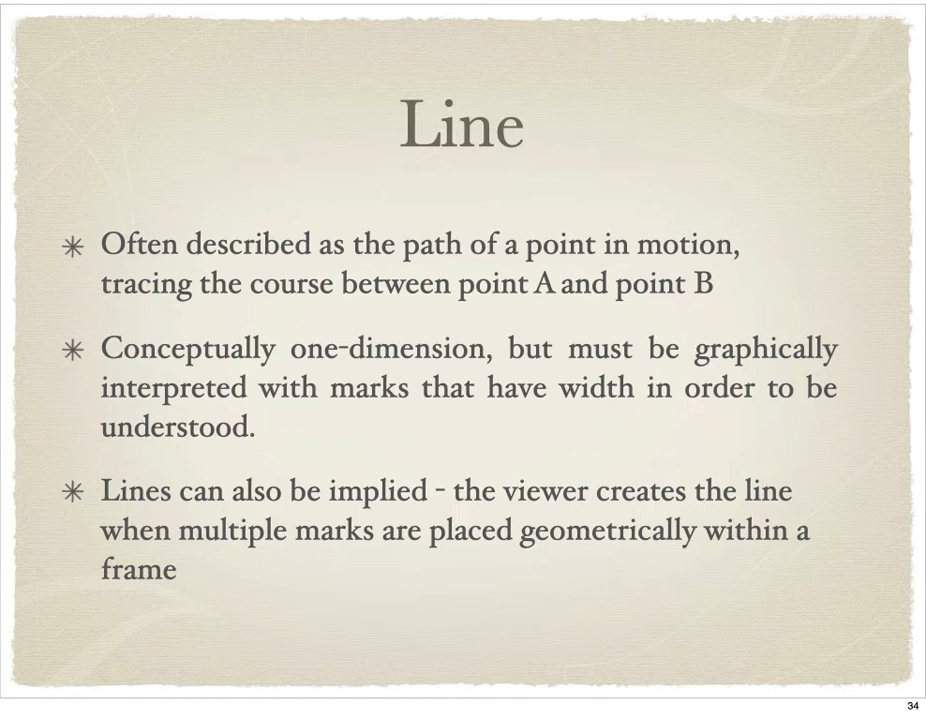 Line
Often described as the path of a point in motion,
tracing the course between point A and point B
Conceptually one-dimension, but must be graphically
interpreted with marks that have width in order to be
understood.
Lines can also be implied - the viewer creates the line
when multiple marks are placed geometrically within a
frame
34